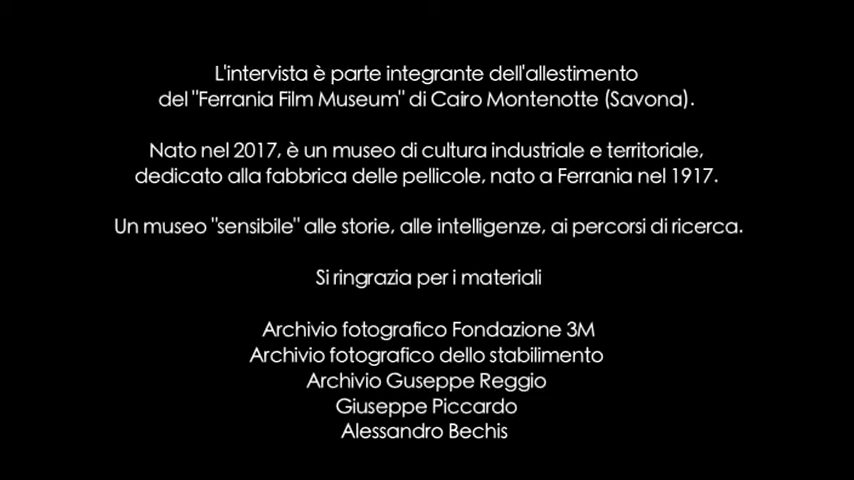 L'intervista è parte integrante dell'allestimento
del "Ferrania Film Museum" di Cairo Montenotte (Savona).
Nato nel 2017, è un museo di cultura industriale e territoriale,
dedicato alla fabbrica delle pellicole, nato a Ferrania nel 1917.
Un museo "sensibile" alle storie, alle intelligenze, ai percorsi di ricerca.
Si ringrazia per i materiali
Archivio fotografico Fondazione 3M
Archivio fotografico dello stabilimento
Archivio Guseppe Reggio
Giuseppe Piccardo
Alessandro Bechis